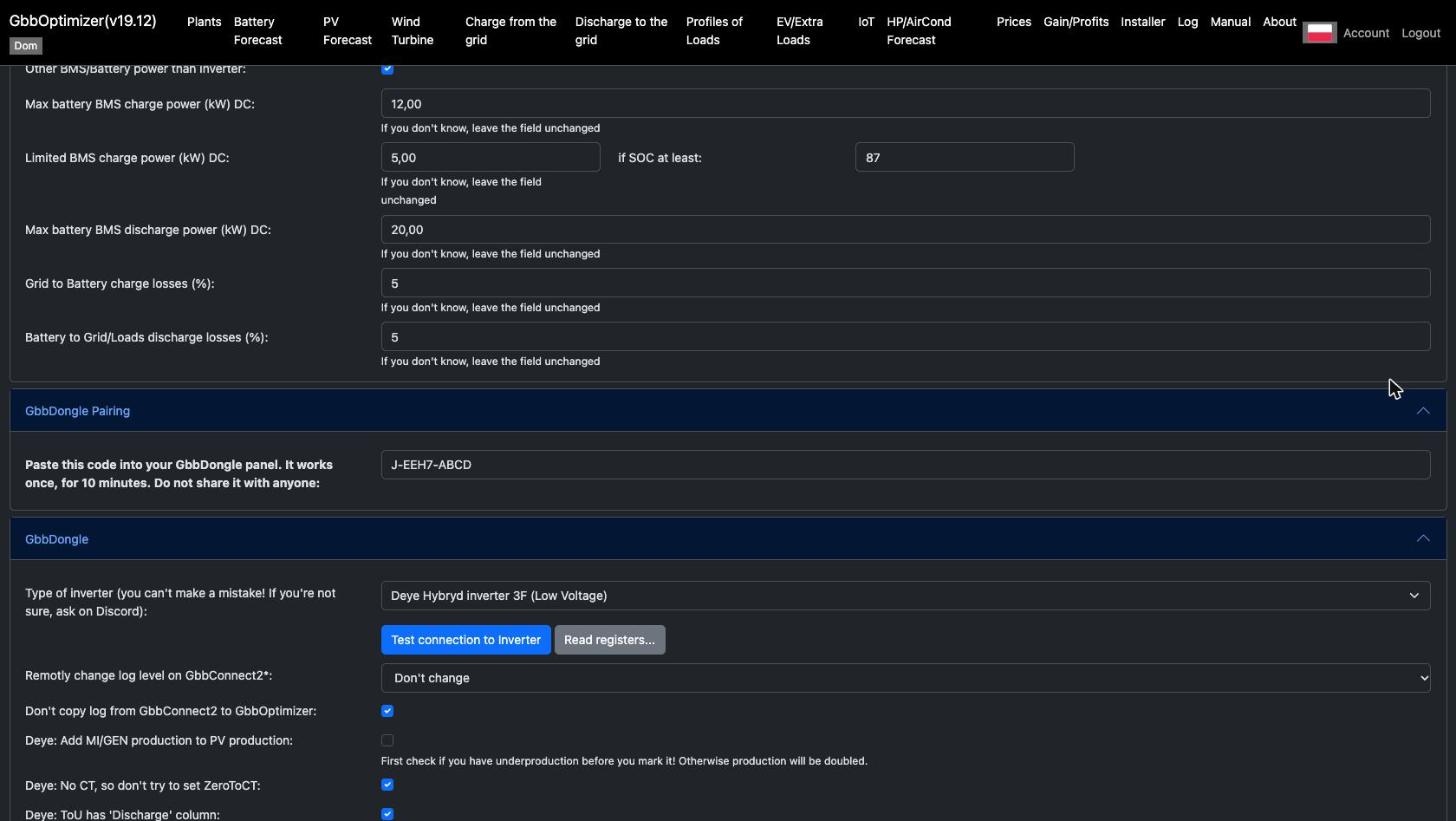 GbbOptimizer(v19.12)
Dom
Plants
Battery Forecast
PV Forecast
Wind Turbine
Charge from the grid
Discharge to the grid
Profiles of Loads
EV/Extra Loads
IoT
HP/AirCond Forecast
Prices
Gain/Profits
Installer
Log
Manual
About
Account
Logout
Other BMS/Battery power than Inverter:
Max battery BMS charge power (kW) DC:
12,00
If you don't know, leave the field unchanged
Limited BMS charge power (kW) DC:
5,00
if SOC at least:
87
If you don't know, leave the field
unchanged
Max battery BMS discharge power (kW) DC:
20,00
If you don't know, leave the field unchanged
Grid to Battery charge losses (%):
5
If you don't know, leave the field unchanged
Battery to Grid/Loads discharge losses (%):
5
If you don't know, leave the field unchanged
GbbDongle Pairing
Paste this code into your GbbDongle panel. It works
once, for 10 minutes. Do not share it with anyone:
J-EEH7-ABCD
GbbDongle
Type of inverter (you can't make a mistake! If you're not
sure, ask on Discord):
Deye Hybryd inverter 3F (Low Voltage)
Test connection to Inverter
Read registers...
Remotly change log level on GbbConnect2*:
Don't change
Don't copy log from GbbConnect2 to GbbOptimizer:
Deye: Add MI/GEN production to PV production:
First check if you have underproduction before you mark it! Otherwise production will be doubled.
Deye: No CT, so don't try to set ZeroToCT:
Deye: ToU has 'Discharge' column: